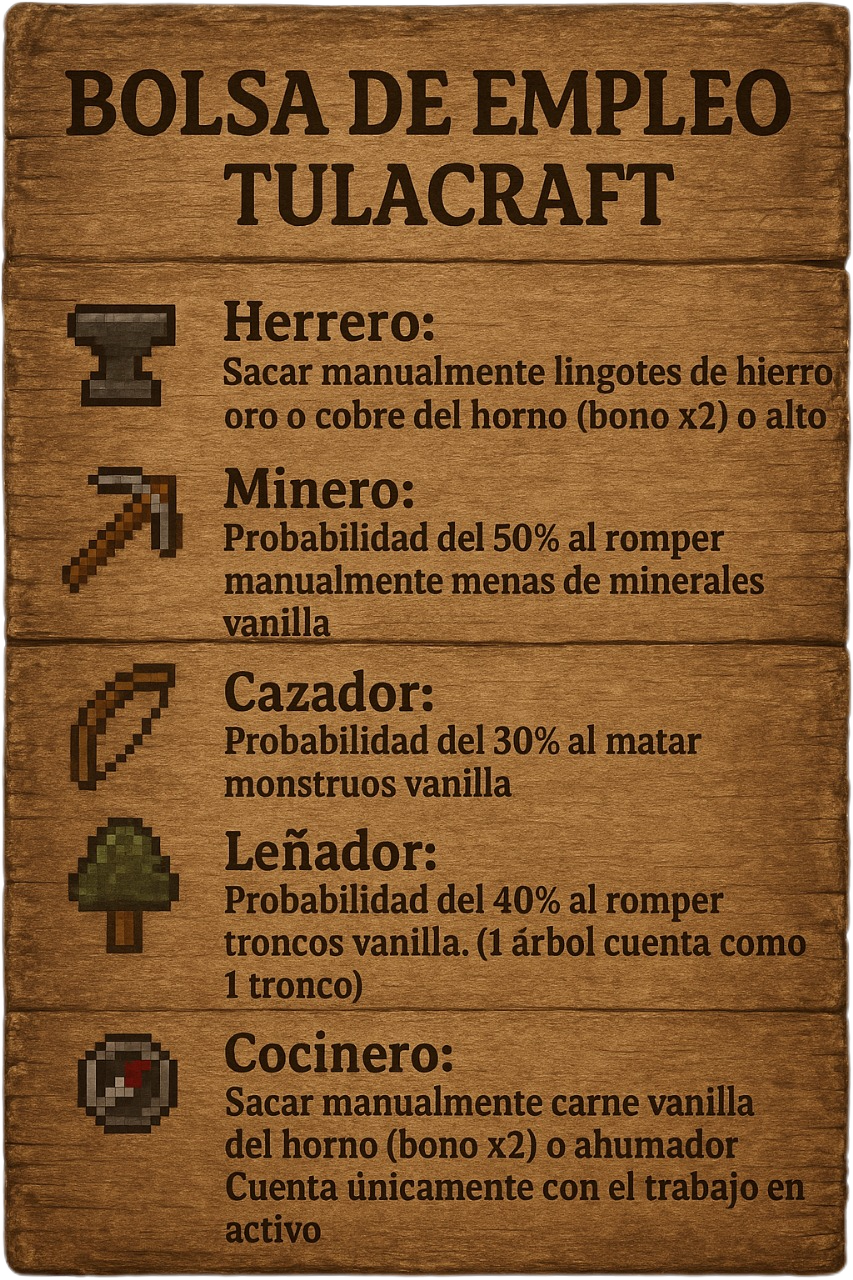 BOLSA DE EMPLEO
TULACRAFT
Herrero:
Sacar manualmente lingotes de hierro
oro o cobre del horno (bono x2) o alto
Minero:
Probabilidad del 50% al romper
manualmente menas de minerales
vanilla
Cazador:
Probabilidad del 30% al matar
monstruos vanilla
Leñador:
Probabilidad del 40% al romper
troncos vanilla. (1 árbol cuenta como
1 tronco)
Cocinero:
Sacar manualmente carne vanilla
del horno (bono x2) o ahumador
Cuenta únicamente con el trabajo en
activo